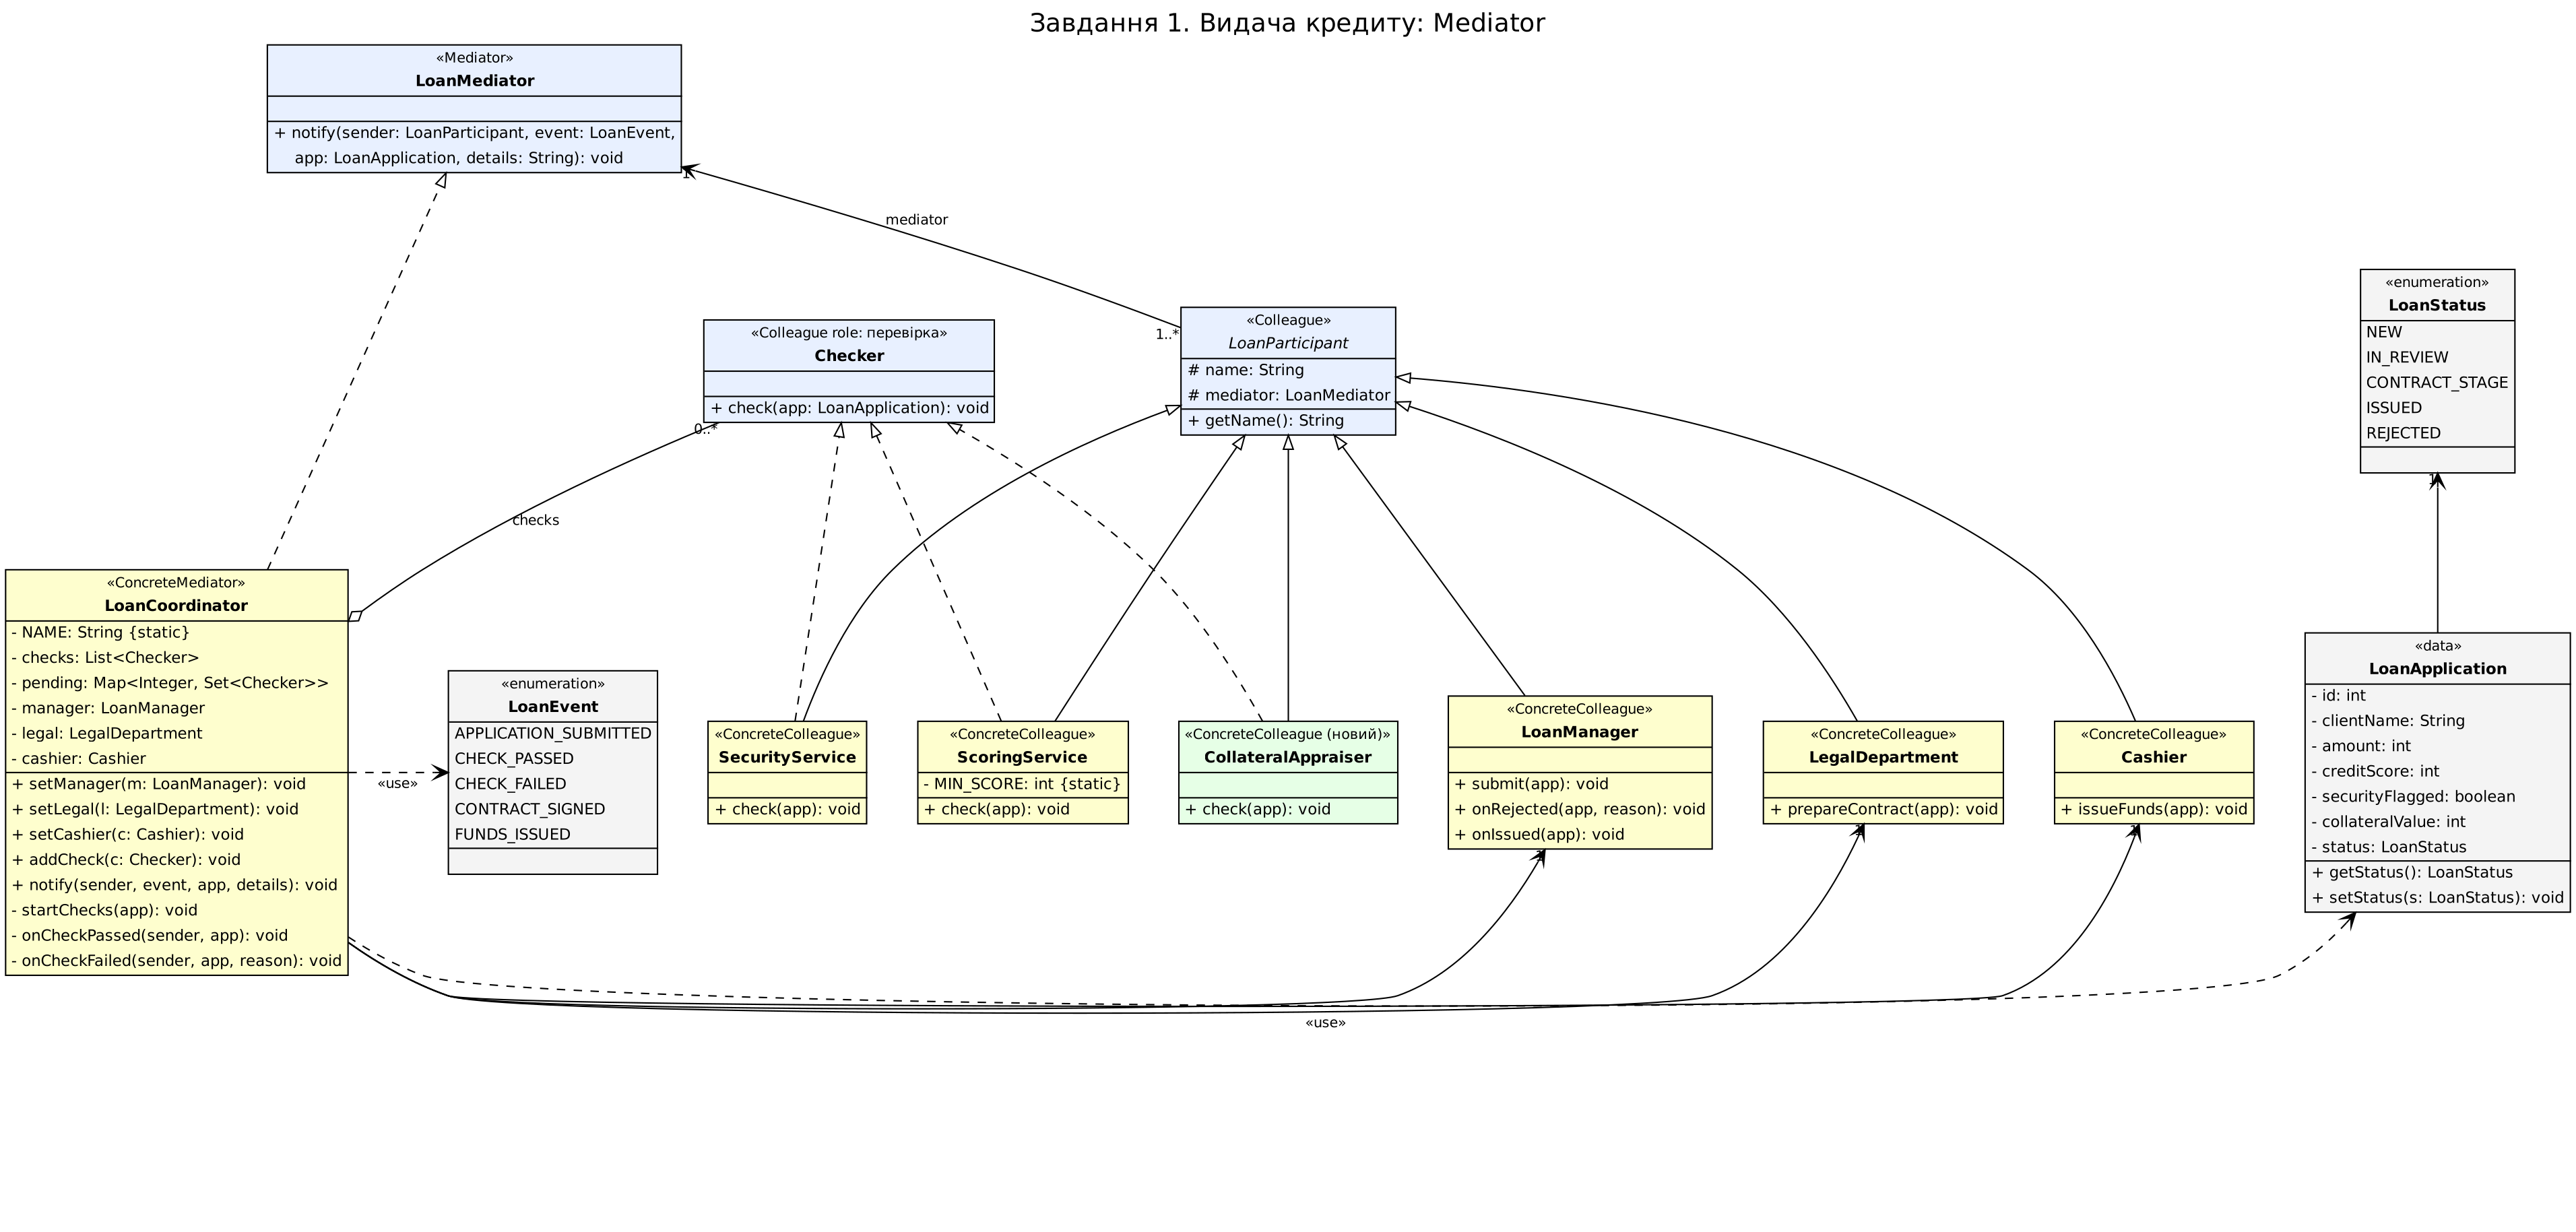 Завдання 1. Видача кредиту: Mediator
«Mediator»
LoanMediator
+ notify(sender: LoanParticipant, event: LoanEvent,
app: LoanApplication, details: String): void
1
mediator
1..*
«Colleague role: перевірка»
Checker
+ check(app: LoanApplication): void
0..*
checks
«Colleague»
LoanParticipant
# name: String
# mediator: LoanMediator
+ getName(): String
«enumeration»
LoanStatus
NEW
IN_REVIEW
CONTRACT_STAGE
ISSUED
REJECTED
1
«ConcreteMediator»
LoanCoordinator
- NAME: String {static}
- checks: List<Checker>
- pending: Map<Integer, Set<Checker>>
- manager: LoanManager
- legal: LegalDepartment
- cashier: Cashier
+ setManager(m: LoanManager): void
+ setLegal(l: LegalDepartment): void
+ setCashier(c: Cashier): void
+ addCheck(c: Checker): void
+ notify(sender, event, app, details): void
- startChecks(app): void
- onCheckPassed(sender, app): void
- onCheckFailed(sender, app, reason): void
«use»
«enumeration»
LoanEvent
APPLICATION_SUBMITTED
CHECK_PASSED
CHECK_FAILED
CONTRACT_SIGNED
FUNDS_ISSUED
«ConcreteColleague»
SecurityService
+ check(app): void
«ConcreteColleague»
ScoringService
- MIN_SCORE: int {static}
+ check(app): void
«ConcreteColleague (новий)»
CollateralAppraiser
+ check(app): void
«ConcreteColleague»
LoanManager
+ submit(app): void
+ onRejected(app, reason): void
+ onIssued(app): void
1
«ConcreteColleague»
LegalDepartment
+ prepareContract(app): void
1
«ConcreteColleague»
Cashier
+ issueFunds(app): void
1
«data»
LoanApplication
- id: int
- clientName: String
- amount: int
- creditScore: int
- securityFlagged: boolean
- collateralValue: int
- status: LoanStatus
+ getStatus(): LoanStatus
+ setStatus(s: LoanStatus): void
«use»